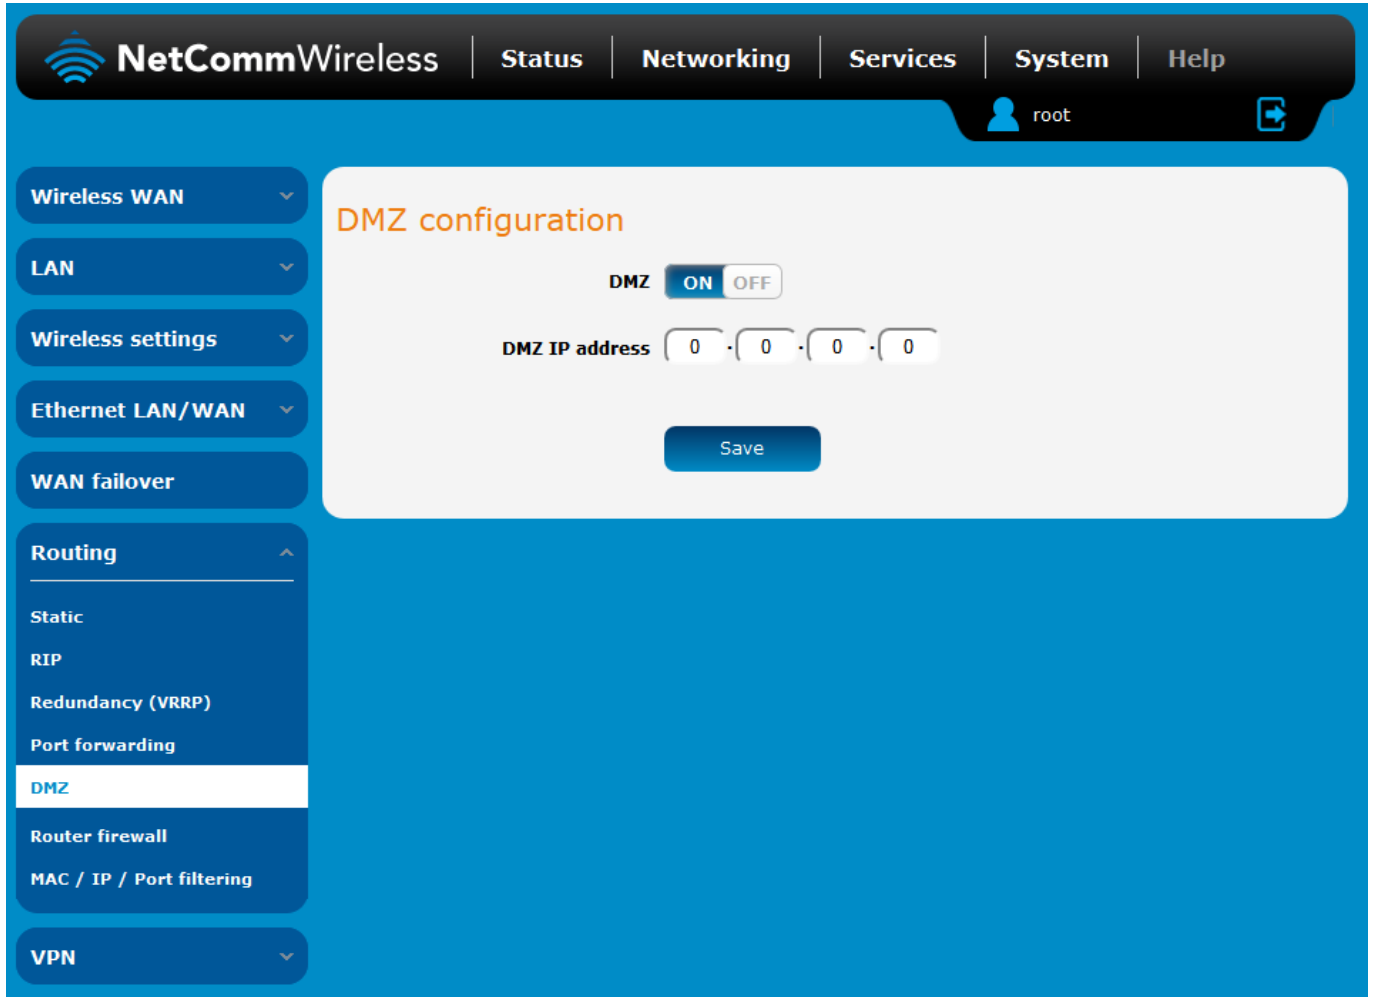 NetCommWireless Status Networking Services System Help
root
Wireless WAN
LAN
Wireless settings
Ethernet LAN/WAN
WAN failover
Routing
Static
RIP
Redundancy (VRRP)
Port forwarding
DMZ
Router firewall
MAC / IP / Port filtering
VPN
DMZ configuration
DMZ ON OFF
DMZ IP address 0 . 0 . 0 . 0
Save